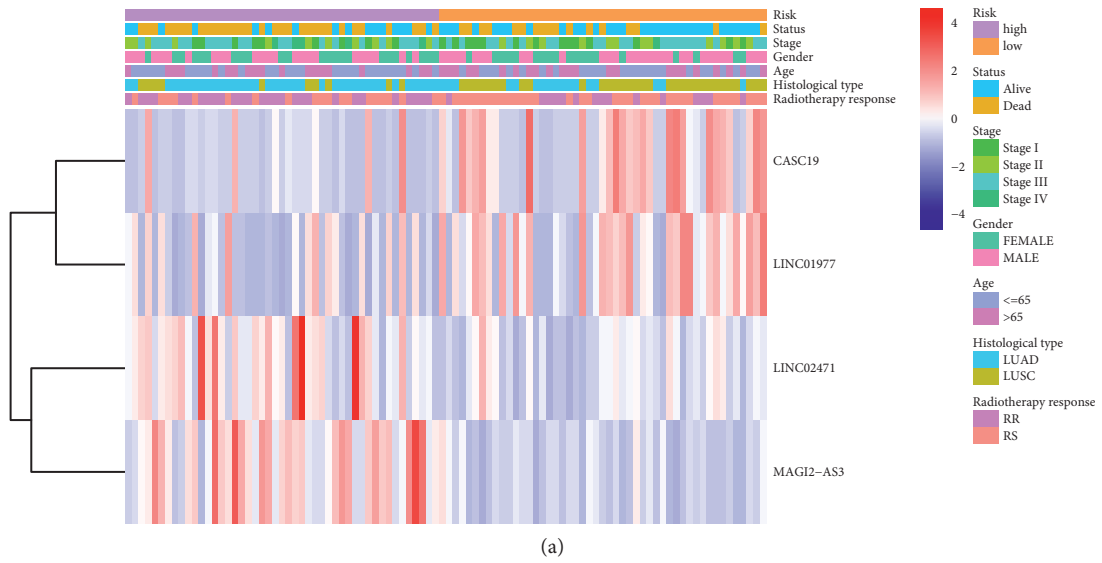 Risk
Status
Stage
Gender
Age
Histological type
Radiotherapy response
CASC19
LINC01977
LINC02471
MAGI2−AS3
4
2
0
−2
−4
Risk
high
low
Status
Alive
Dead
Stage
Stage I
Stage II
Stage III
Stage IV
Gender
FEMALE
MALE
Age
<=65
>65
Histological type
LUAD
LUSC
Radiotherapy response
RR
RS
(a)